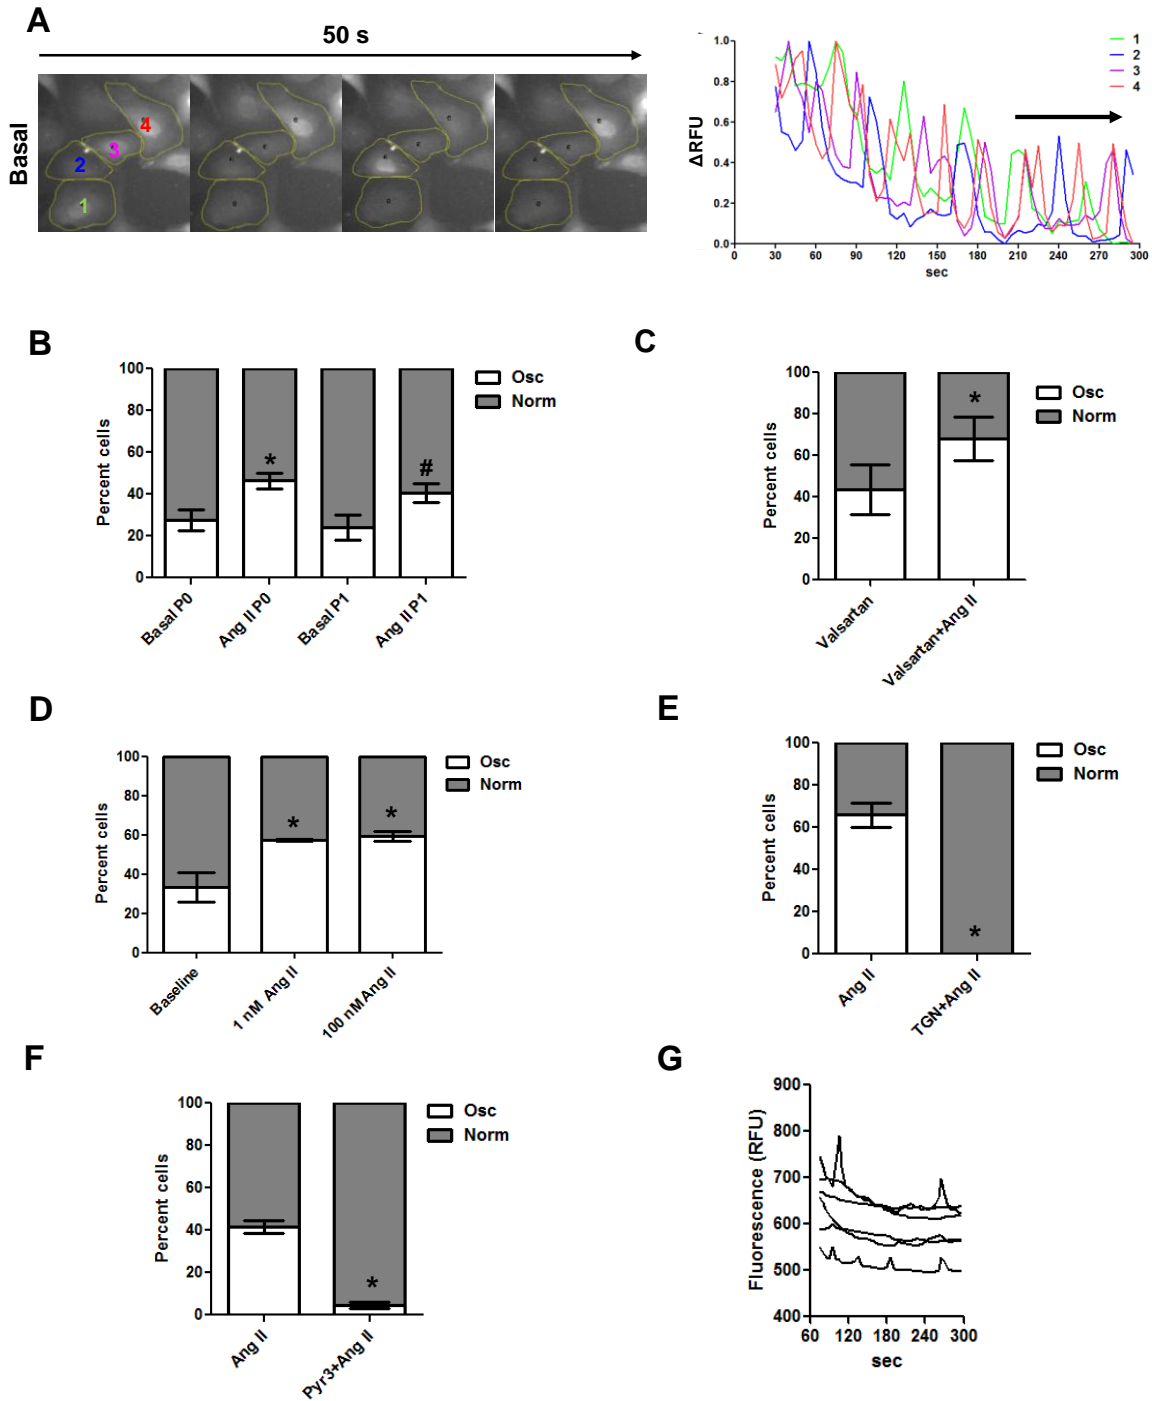 A
50 s
Basal
1
2
3
4
ΔRFU
1.0
0.8
0.6
0.4
0.2
0.0
0 30 60 90 120 150 180 210 240 270 300
sec
1
2
3
4
B
Percent cells
100
80
60
40
20
0
*
#
Basal P0
Ang II P0
Basal P1
Ang II P1
Osc
Norm
C
Percent cells
100
80
60
40
20
0
*
Valsartan
Valsartan+Ang II
Osc
Norm
D
Percent cells
100
80
60
40
20
0
*
*
Baseline
1 nM Ang II
100 nMAng II
Osc
Norm
E
Percent cells
100
80
60
40
20
0
*
Ang II
TGN+Ang II
Osc
Norm
F
Percent cells
100
80
60
40
20
0
*
Ang II
Pyr3+Ang II
Osc
Norm
G
Fluorescence (RFU)
900
800
700
600
500
400
60 120 180 240 300
sec